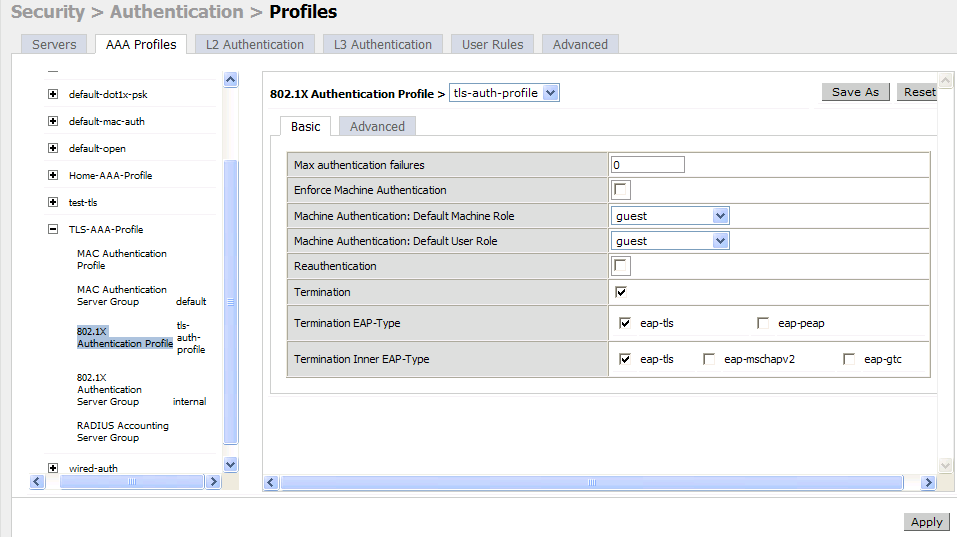 Security > Authentication > Profiles
Servers AAA Profiles L2 Authentication L3 Authentication User Rules Advanced
default-dot1x-psk
default-mac-auth
default-open
Home-AAA-Profile
test-tls
TLS-AAA-Profile
MAC Authentication
Profile
MAC Authentication
Server Group default
802.1X
Authentication Profile
tls-
auth-
profile
802.1X
Authentication
Server Group internal
RADIUS Accounting
Server Group
wired-auth
802.1X Authentication Profile > tls-auth-profile Save As Reset
Basic Advanced
Max authentication failures 0
Enforce Machine Authentication
Machine Authentication: Default Machine Role guest
Machine Authentication: Default User Role guest
Reauthentication
Termination
Termination EAP-Type eap-tls eap-peap
Termination Inner EAP-Type eap-tls eap-mschapv2 eap-gtc
Apply